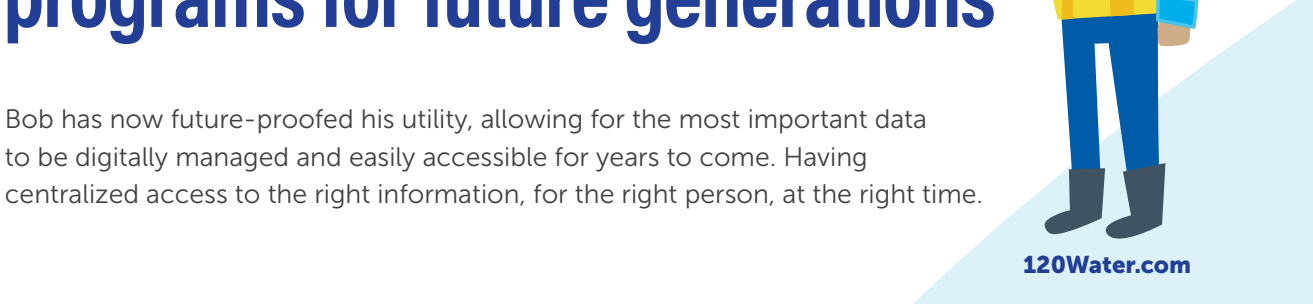 programs for future generations
Bob has now future-proofed his utility, allowing for the most important data
to be digitally managed and easily accessible for years to come. Having
centralized access to the right information, for the right person, at the right time.
120Water.com